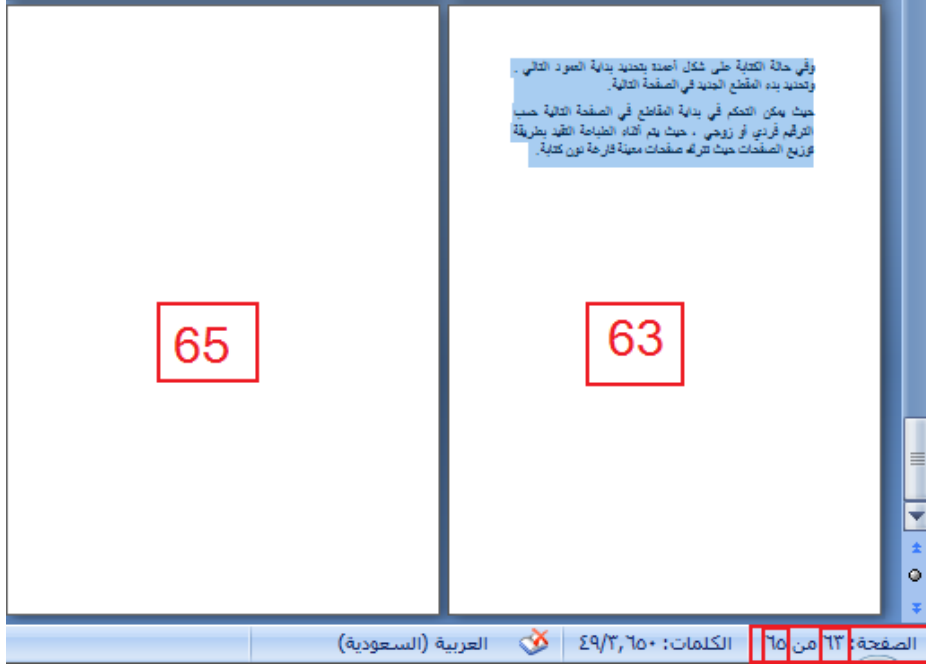 وفي حالة الكتابة على شكل أعمدة بتحديد بداية العمود التالي .
وتحديد بدء المقطع الجديد في الصفحة التالية.
حيث يمكن التحكم في بداية المقاطع في الصفحة التالية حسب
الترقيم فردي أو زوجي ، حيث يتم أثناء الطباعة التقيد بطريقة
توزيع الصفحات حيث تترك صفحات معينة فارغة دون كتابة.
63
65
الصفحة: ٦٣ من ٦٥ الكلمات: ٤٩/٣,٦٥٠ العربية (السعودية)